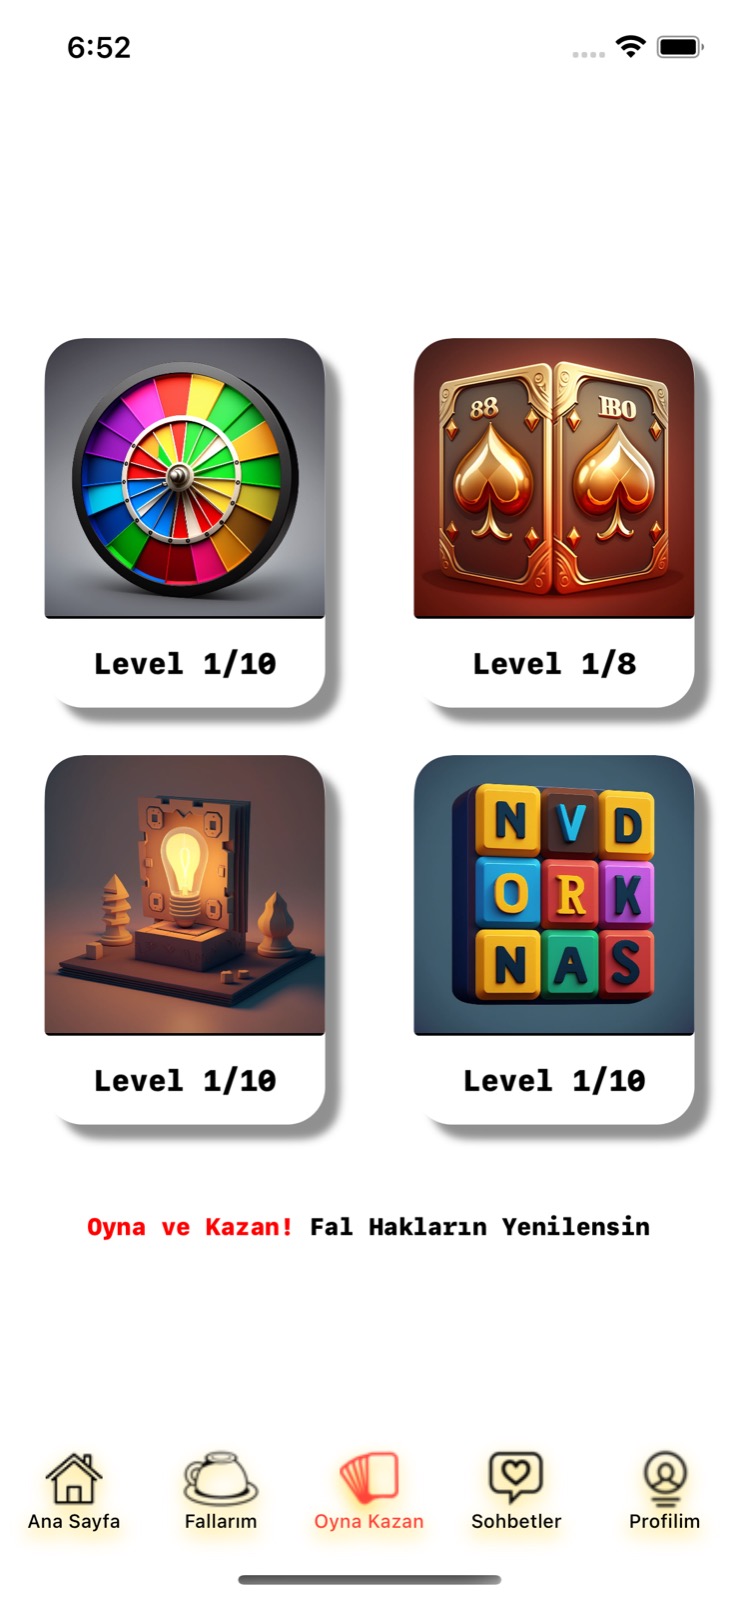 6:52
88
BBO
Level 1/10
Level 1/8
N V D
O R K
N A S
Level 1/10
Level 1/10
Oyna ve Kazan! Fal Hakların Yenilensin
Ana Sayfa
Fallarım
Oyna Kazan
Sohbetler
Profilim